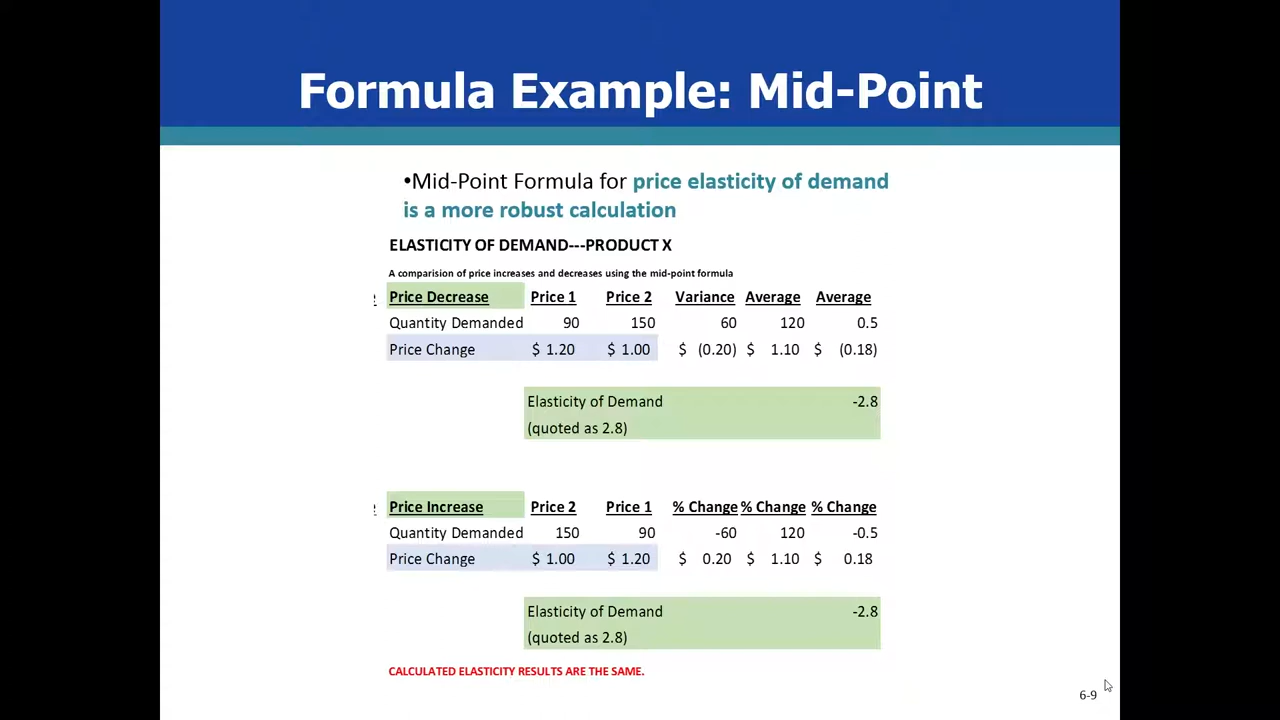 Formula Example: Mid-Point
•Mid-Point Formula for price elasticity of demand
is a more robust calculation
ELASTICITY OF DEMAND---PRODUCT X
A comparision of price increases and decreases using the mid-point formula
Price Decrease Price 1 Price 2 Variance Average Average
Quantity Demanded 90 150 60 120 0.5
Price Change $ 1.20 $ 1.00 $ (0.20) $ 1.10 $ (0.18)
Elasticity of Demand -2.8
(quoted as 2.8)
Price Increase Price 2 Price 1 % Change % Change % Change
Quantity Demanded 150 90 -60 120 -0.5
Price Change $ 1.00 $ 1.20 $ 0.20 $ 1.10 $ 0.18
Elasticity of Demand -2.8
(quoted as 2.8)
CALCULATED ELASTICITY RESULTS ARE THE SAME.
6-9